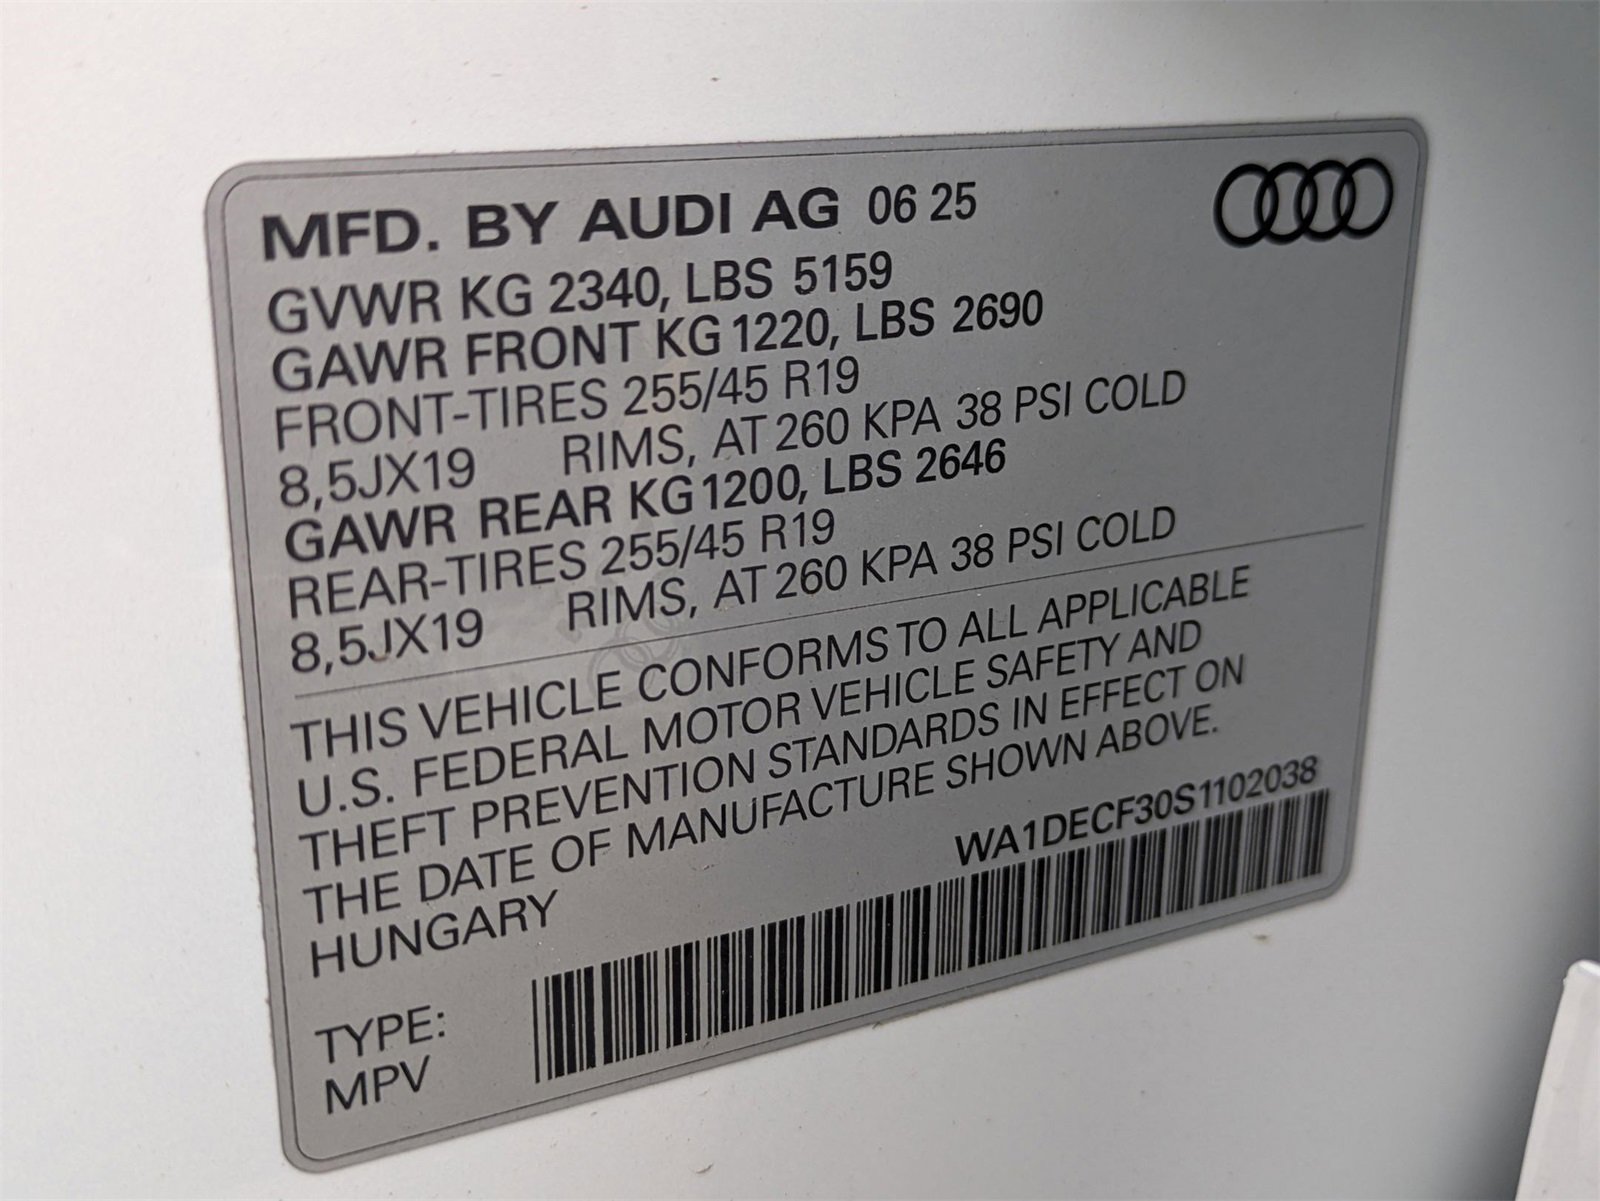 MFD. BY AUDI AG 06 25
GVWR KG 2340, LBS 5159
GAWR FRONT KG 1220, LBS 2690
FRONT-TIRES 255/45 R19
8,5JX19 RIMS, AT 260 KPA 38 PSI COLD
GAWR REAR KG 1200, LBS 2646
REAR-TIRES 255/45 R19
8,5JX19 RIMS, AT 260 KPA 38 PSI COLD
THIS VEHICLE CONFORMS TO ALL APPLICABLE
U.S. FEDERAL MOTOR VEHICLE SAFETY AND
THEFT PREVENTION STANDARDS IN EFFECT ON
THE DATE OF MANUFACTURE SHOWN ABOVE.
HUNGARY
WA1DECF30S1102038
TYPE:
MPV